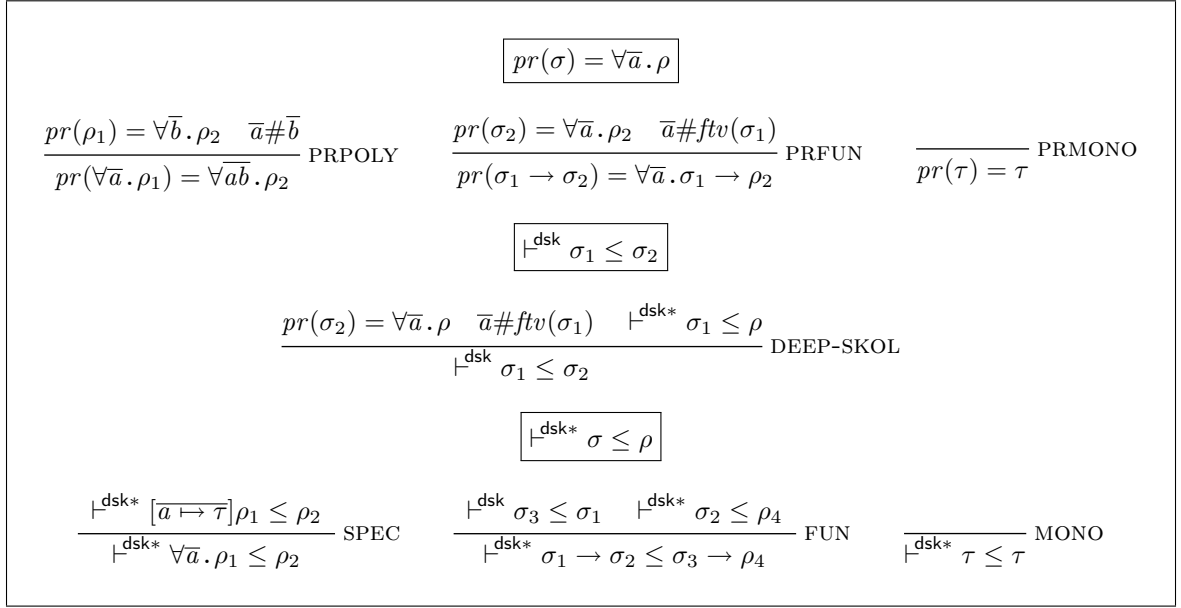 pr(σ) = ∀a̅.ρ
pr(ρ₁) = ∀b̅.ρ₂ a̅#b̅
pr(∀a̅.ρ₁) = ∀a̅b̅.ρ₂ PRPOLY
pr(σ₂) = ∀a̅.ρ₂ a̅#ftv(σ₁)
pr(σ₁ → σ₂) = ∀a̅.σ₁ → ρ₂ PRFUN
pr(τ) = τ PRMONO
⊢dsk σ₁ ≤ σ₂
pr(σ₂) = ∀a̅.ρ a̅#ftv(σ₁) ⊢dsk* σ₁ ≤ ρ
⊢dsk σ₁ ≤ σ₂ DEEP-SKOL
⊢dsk* σ ≤ ρ
⊢dsk* [a ↦ τ]ρ₁ ≤ ρ₂
⊢dsk* ∀a̅.ρ₁ ≤ ρ₂ SPEC
⊢dsk σ₃ ≤ σ₁ ⊢dsk* σ₂ ≤ ρ₄
⊢dsk* σ₁ → σ₂ ≤ σ₃ → ρ₄ FUN
⊢dsk* τ ≤ τ MONO